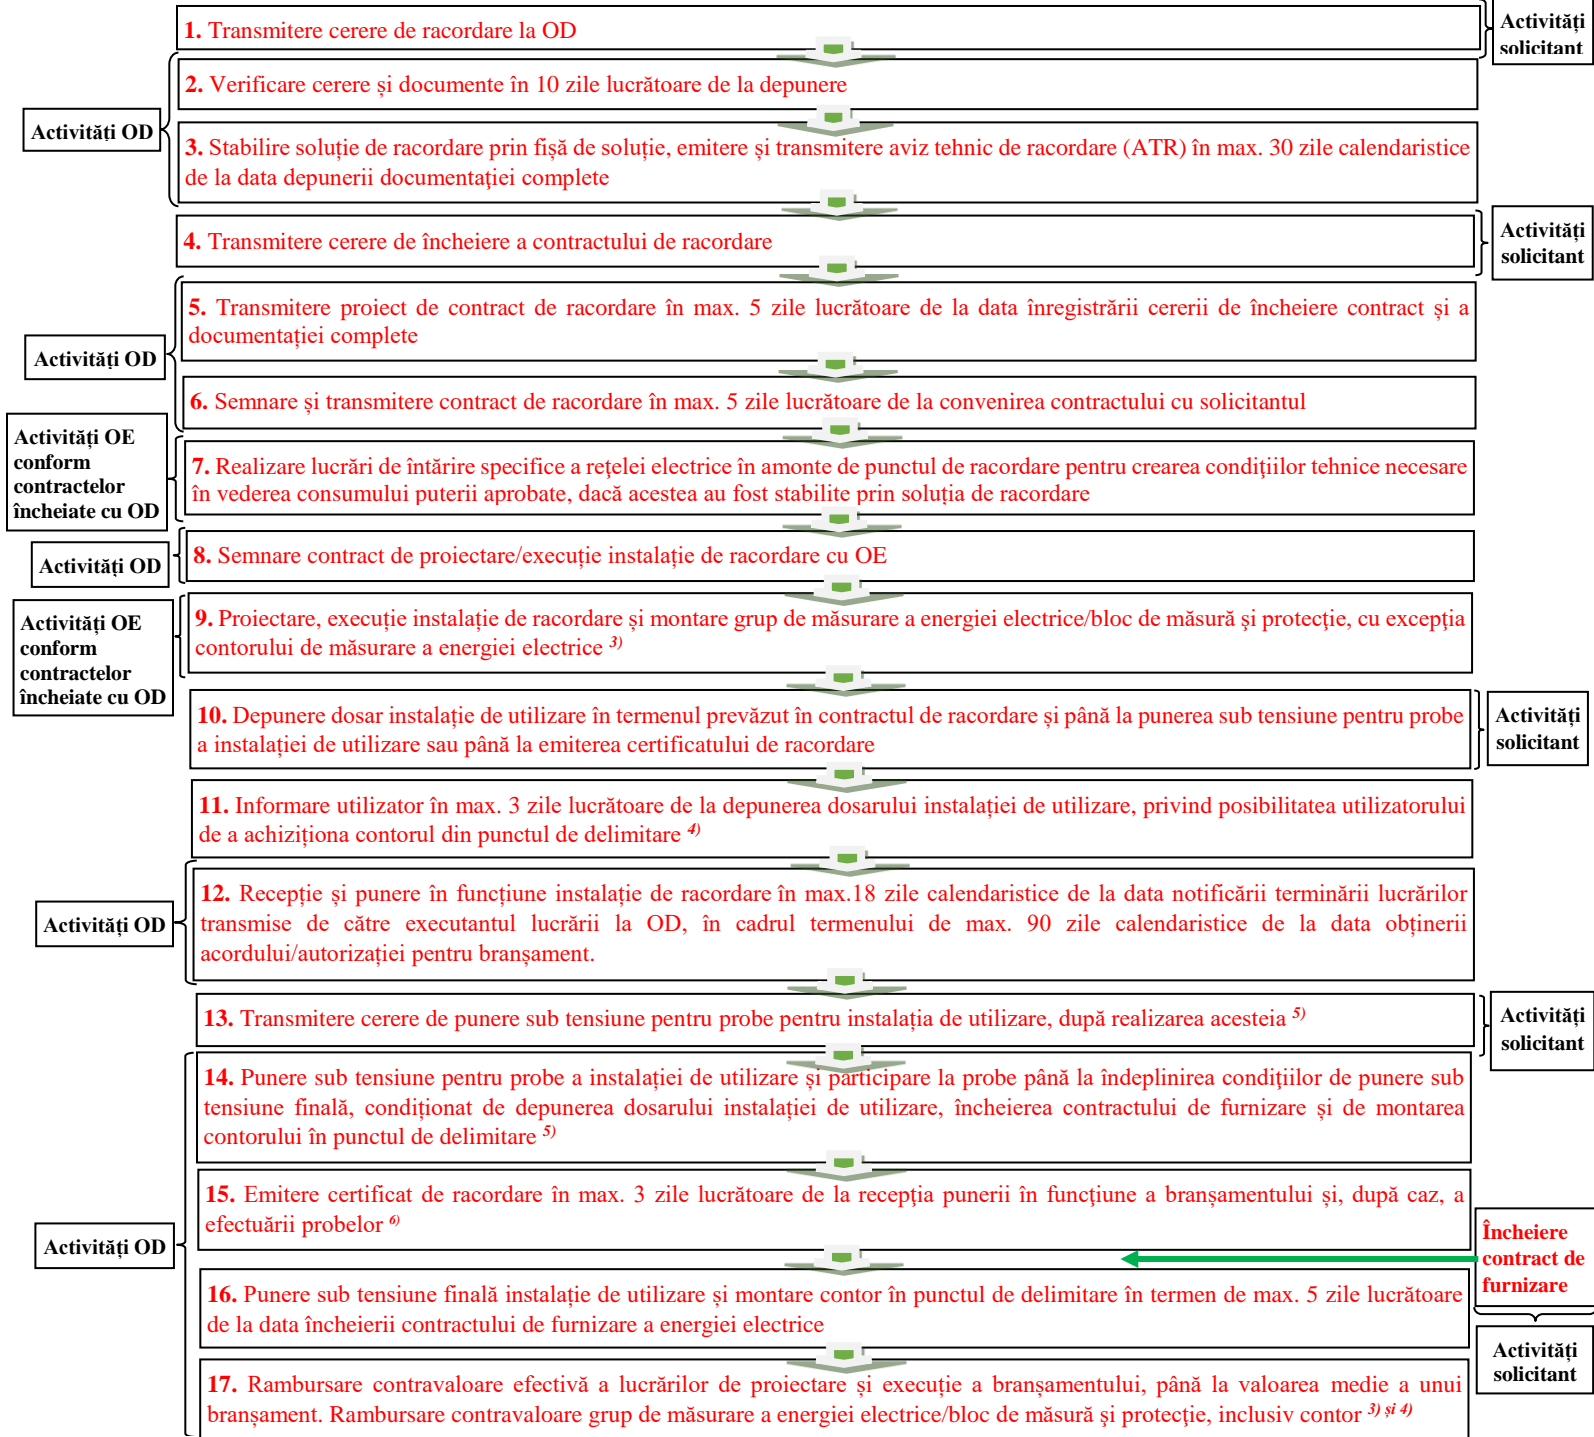 1. Transmitere cerere de racordare la OD
Activități
solicitant
2. Verificare cerere și documente în 10 zile lucrătoare de la depunere
Activități OD
3. Stabilire soluție de racordare prin fișă de soluție, emitere și transmitere aviz tehnic de racordare (ATR) în max. 30 zile calendaristice
de la data depunerii documentaţiei complete
4. Transmitere cerere de încheiere a contractului de racordare
Activități
solicitant
5. Transmitere proiect de contract de racordare în max. 5 zile lucrătoare de la data înregistrării cererii de încheiere contract și a
documentației complete
Activități OD
6. Semnare și transmitere contract de racordare în max. 5 zile lucrătoare de la convenirea contractului cu solicitantul
Activități OE
conform
contractelor
încheiate cu OD
7. Realizare lucrări de întărire specifice a reţelei electrice în amonte de punctul de racordare pentru crearea condiţiilor tehnice necesare
în vederea consumului puterii aprobate, dacă acestea au fost stabilite prin soluția de racordare
8. Semnare contract de proiectare/execuție instalație de racordare cu OE
Activități OD
Activități OE
conform
contractelor
încheiate cu OD
9. Proiectare, execuție instalație de racordare și montare grup de măsurare a energiei electrice/bloc de măsură şi protecţie, cu excepţia
contorului de măsurare a energiei electrice 3)
10. Depunere dosar instalație de utilizare în termenul prevăzut în contractul de racordare și până la punerea sub tensiune pentru probe
a instalației de utilizare sau până la emiterea certificatului de racordare
Activități
solicitant
11. Informare utilizator în max. 3 zile lucrătoare de la depunerea dosarului instalației de utilizare, privind posibilitatea utilizatorului
de a achiziționa contorul din punctul de delimitare 4)
12. Recepție și punere în funcțiune instalație de racordare în max.18 zile calendaristice de la data notificării terminării lucrărilor
transmise de către executantul lucrării la OD, în cadrul termenului de max. 90 zile calendaristice de la data obținerii
acordului/autorizației pentru branșament.
Activități OD
13. Transmitere cerere de punere sub tensiune pentru probe pentru instalația de utilizare, după realizarea acesteia 5)
Activități
solicitant
14. Punere sub tensiune pentru probe a instalației de utilizare și participare la probe până la îndeplinirea condiţiilor de punere sub
tensiune finală, condiționat de depunerea dosarului instalației de utilizare, încheierea contractului de furnizare și de montarea
contorului în punctul de delimitare 5)
15. Emitere certificat de racordare în max. 3 zile lucrătoare de la recepţia punerii în funcţiune a branșamentului și, după caz, a
efectuării probelor 6)
Activități OD
Încheiere
contract de
furnizare
16. Punere sub tensiune finală instalație de utilizare și montare contor în punctul de delimitare în termen de max. 5 zile lucrătoare
de la data încheierii contractului de furnizare a energiei electrice
Activități
solicitant
17. Rambursare contravaloare efectivă a lucrărilor de proiectare și execuție a branșamentului, până la valoarea medie a unui
branșament. Rambursare contravaloare grup de măsurare a energiei electrice/bloc de măsură şi protecţie, inclusiv contor 3) și 4)